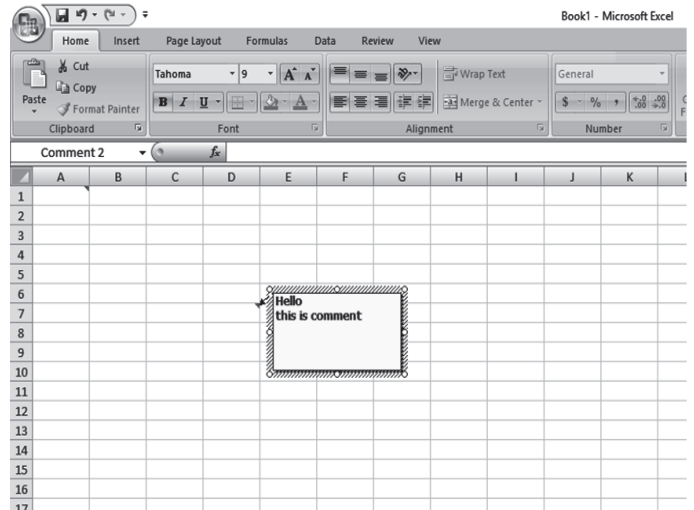 Book1 - Microsoft Excel
Home Insert Page Layout Formulas Data Review View
Cut
Copy
Format Painter
Paste
Clipboard
Tahoma 9
B I U A A A
Font
Wrap Text
Merge & Center
Alignment
General
$ % ,
Number
Comment 2 fx
A B C D E F G H I J K
1
2
3
4
5
6
7
8
9
10
11
12
13
14
15
16
17
Hello
this is comment